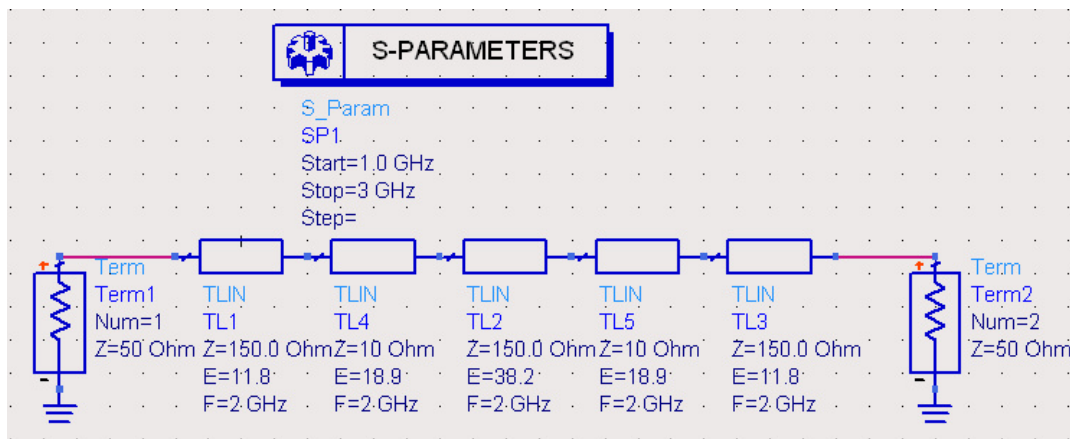 S-PARAMETERS
S_Param
SP1
Start=1.0 GHz
Stop=3 GHz
Step=
+
Term
Term1
Num=1
Z=50 Ohm
-
TLIN
TL1
Z=150.0 Ohm
E=11.8
F=2 GHz
TLIN
TL4
Z=10 Ohm
E=18.9
F=2 GHz
TLIN
TL2
Z=150.0 Ohm
E=38.2
F=2 GHz
TLIN
TL5
Z=10 Ohm
E=18.9
F=2 GHz
TLIN
TL3
Z=150.0 Ohm
E=11.8
F=2 GHz
+
Term
Term2
Num=2
Z=50 Ohm
-